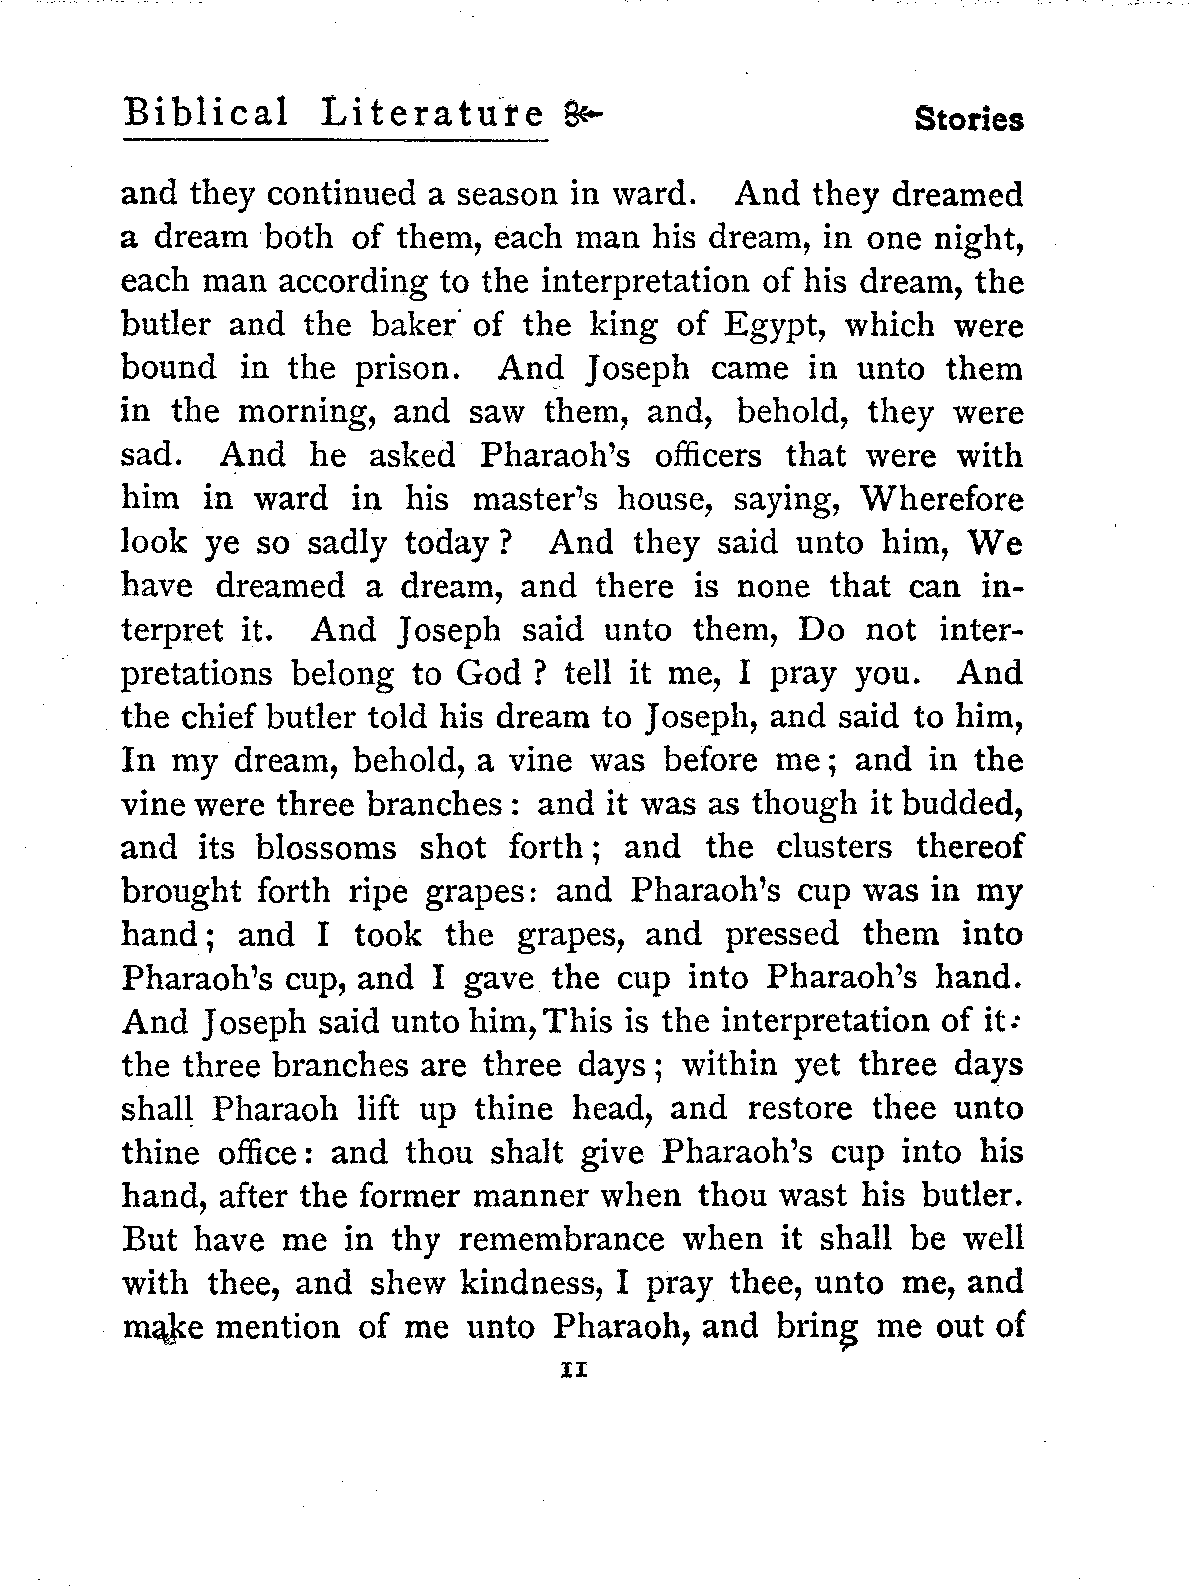 Biblical Literature Stories
and they continued a season in ward. And they dreamed
a dream both of them, each man his dream, in one night,
each man according to the interpretation of his dream, the
butler and the baker of the king of Egypt, which were
bound in the prison. And Joseph came in unto them
in the morning, and saw them, and, behold, they were
sad. And he asked Pharaoh's officers that were with
him in ward in his master's house, saying, Wherefore
look ye so sadly today? And they said unto him, We
have dreamed a dream, and there is none that can in-
terpret it. And Joseph said unto them, Do not inter-
pretations belong to God? tell it me, I pray you. And
the chief butler told his dream to Joseph, and said to him,
In my dream, behold, a vine was before me; and in the
vine were three branches: and it was as though it budded,
and its blossoms shot forth; and the clusters thereof
brought forth ripe grapes: and Pharaoh's cup was in my
hand; and I took the grapes, and pressed them into
Pharaoh's cup, and I gave the cup into Pharaoh's hand.
And Joseph said unto him, This is the interpretation of it:
the three branches are three days; within yet three days
shall Pharaoh lift up thine head, and restore thee unto
thine office: and thou shalt give Pharaoh's cup into his
hand, after the former manner when thou wast his butler.
But have me in thy remembrance when it shall be well
with thee, and shew kindness, I pray thee, unto me, and
make mention of me unto Pharaoh, and bring me out of
11